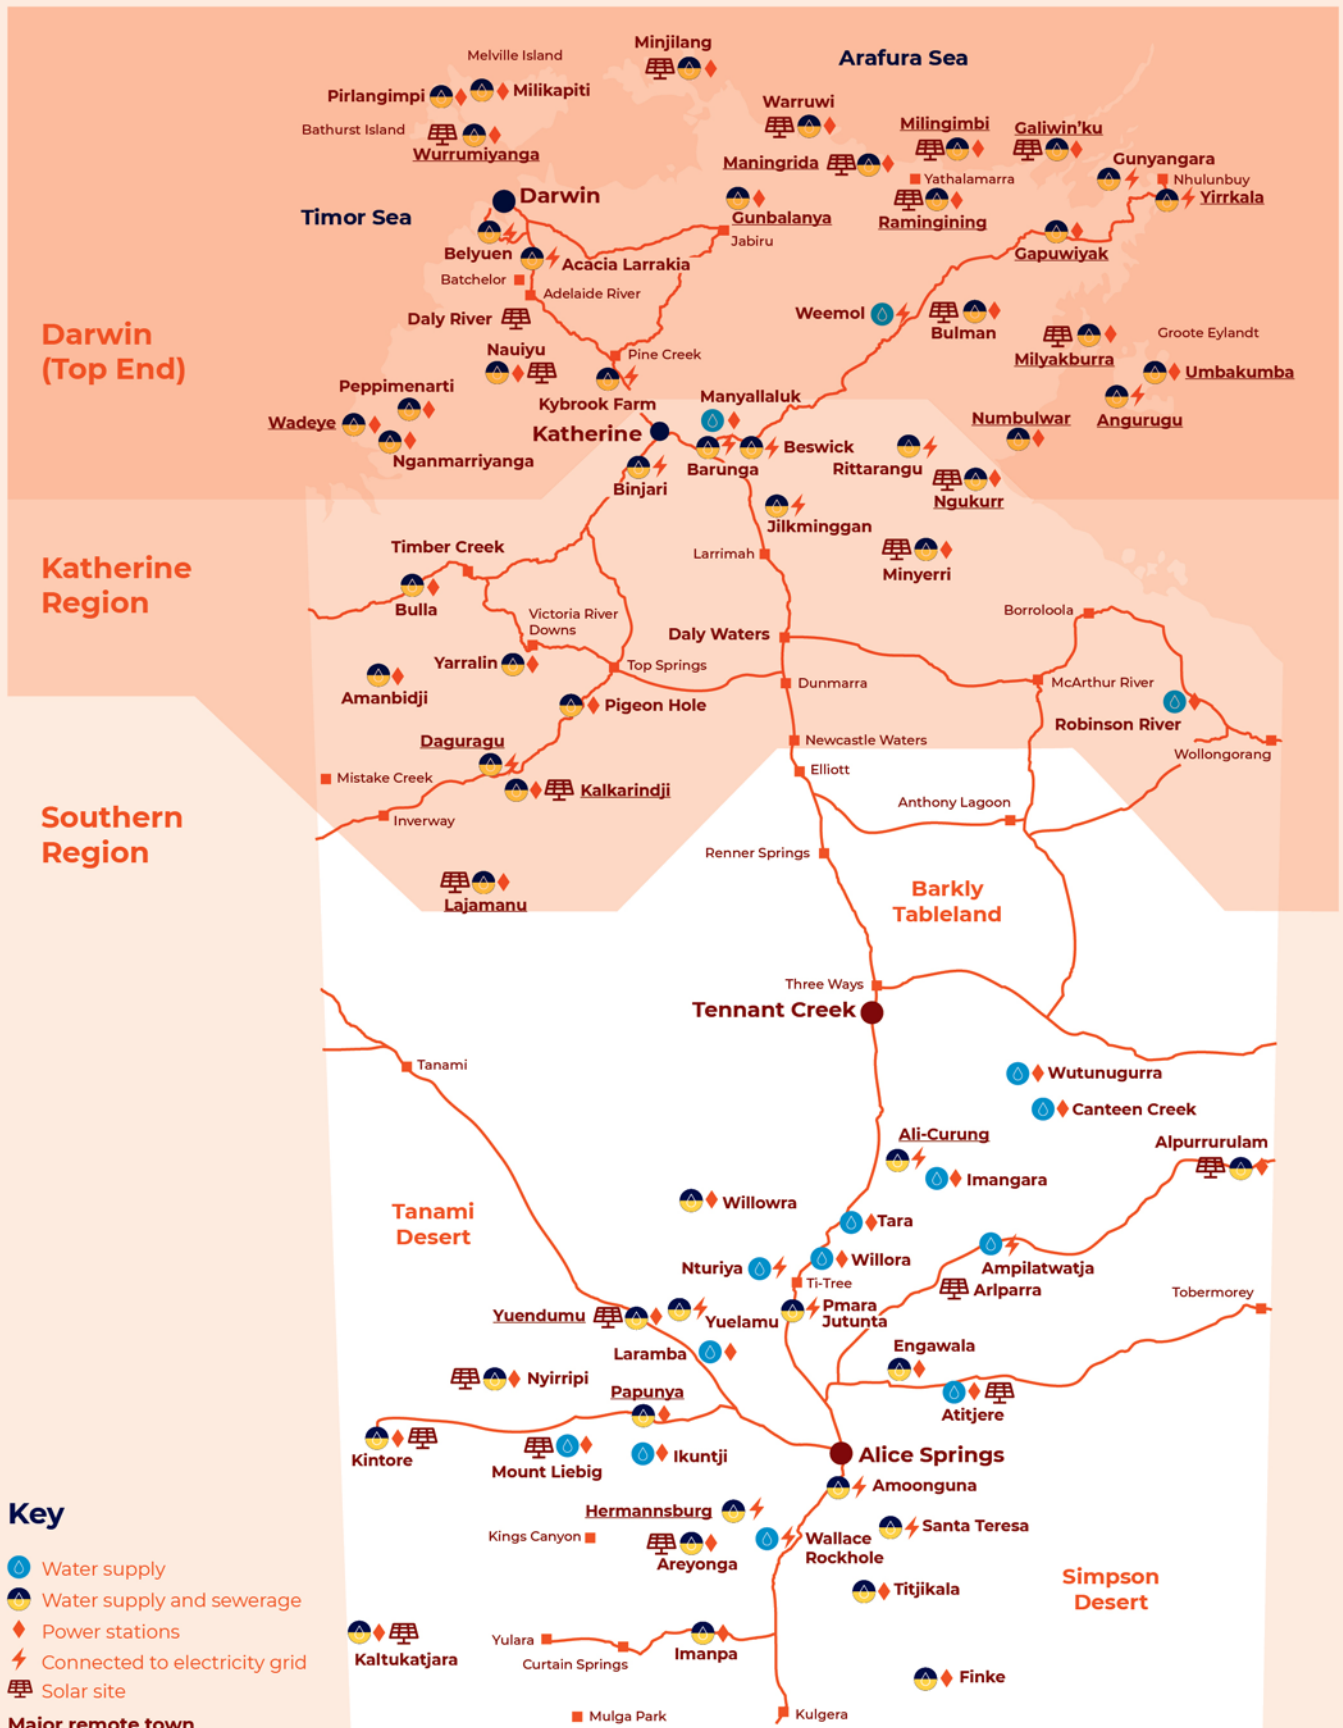 Minjilang
Melville Island
Arafura Sea
Pirlangimpi
Milikapiti
Bathurst Island
Wurrumiyanga
Warruwi
Milingimbi
Galiwin'ku
Maningrida
Gunyangara
Yathalamarra
Nhulunbuy
Yirrkala
Darwin
Timor Sea
Gunbalanya
Ramingining
Jabiru
Belyuen
Acacia Larrakia
Gapuwiyak
Batchelor
Adelaide River
Daly River
Weemol
Bulman
Darwin
(Top End)
Milyakburra
Groote Eylandt
Nauiyu
Pine Creek
Umbakumba
Peppimenarti
Kybrook Farm
Manyallaluk
Angurugu
Wadeye
Katherine
Numbulwar
Nganmarriyanga
Beswick
Barunga
Rittarangu
Binjari
Ngukurr
Jilkminggan
Timber Creek
Larrimah
Minyerri
Katherine
Region
Bulla
Victoria River
Downs
Borroloola
Daly Waters
Yarralin
Top Springs
Amanbidji
Dunmarra
McArthur River
Pigeon Hole
Robinson River
Daguragu
Newcastle Waters
Wollongorang
Mistake Creek
Elliott
Kalkarindji
Anthony Lagoon
Inverway
Southern
Region
Renner Springs
Lajamanu
Barkly
Tableland
Three Ways
Tennant Creek
Tanami
Wutunugurra
Canteen Creek
Ali-Curung
Alpurrurulam
Imangara
Willowra
Tanami
Desert
Tara
Nturiya
Willora
Ampilatwatja
Ti-Tree
Arlparra
Tobermorey
Yuendumu
Yuelamu
Pmara
Jutunta
Laramba
Engawala
Nyirripi
Papunya
Atitjere
Kintore
Mount Liebig
Ikuntji
Alice Springs
Amoonguna
Hermannsburg
Kings Canyon
Areyonga
Wallace
Rockhole
Santa Teresa
Titjikala
Simpson
Desert
Key
Water supply
Water supply and sewerage
Power stations
Connected to electricity grid
Solar site
Major remote town
Kaltukatjara
Yulara
Curtain Springs
Imanpa
Finke
Mulga Park
Kulgera